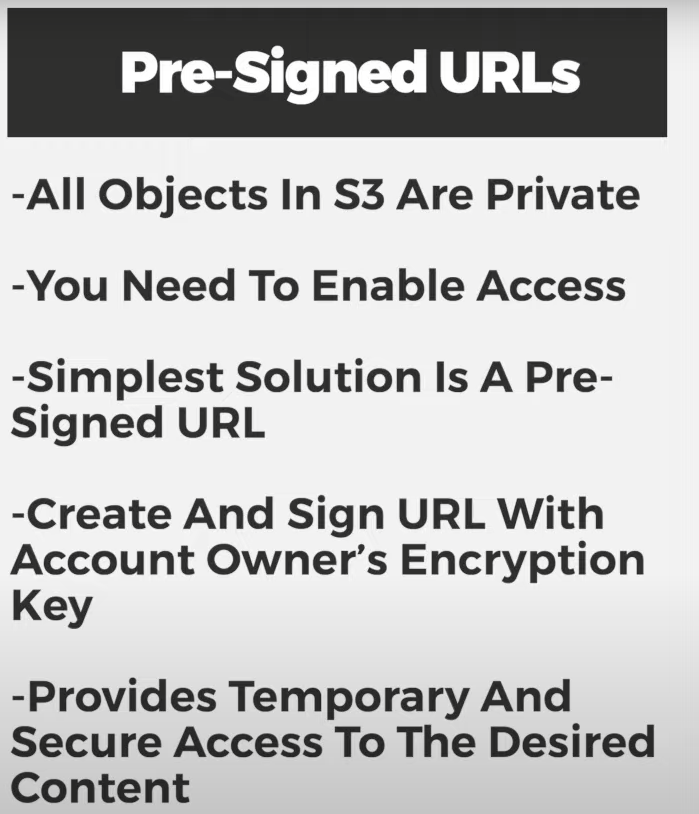 Pre-Signed URLs
-All Objects In S3 Are Private
-You Need To Enable Access
-Simplest Solution Is A Pre-
Signed URL
-Create And Sign URL With
Account Owner’s Encryption
Key
-Provides Temporary And
Secure Access To The Desired
Content